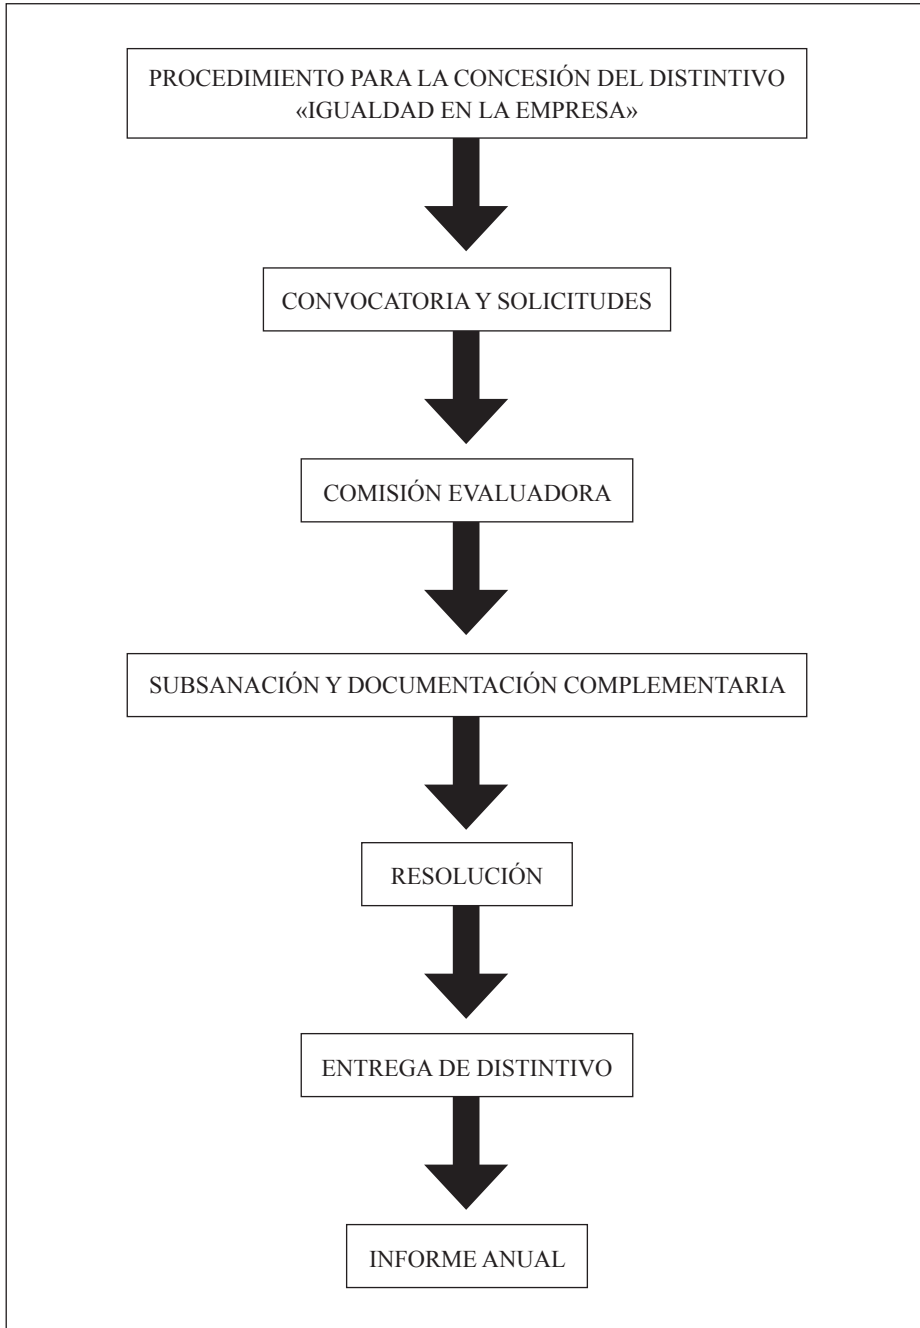 PROCEDIMIENTO PARA LA CONCESIÓN DEL DISTINTIVO
«IGUALDAD EN LA EMPRESA»
CONVOCATORIA Y SOLICITUDES
COMISIÓN EVALUADORA
SUBSANACIÓN Y DOCUMENTACIÓN COMPLEMENTARIA
RESOLUCIÓN
ENTREGA DE DISTINTIVO
INFORME ANUAL